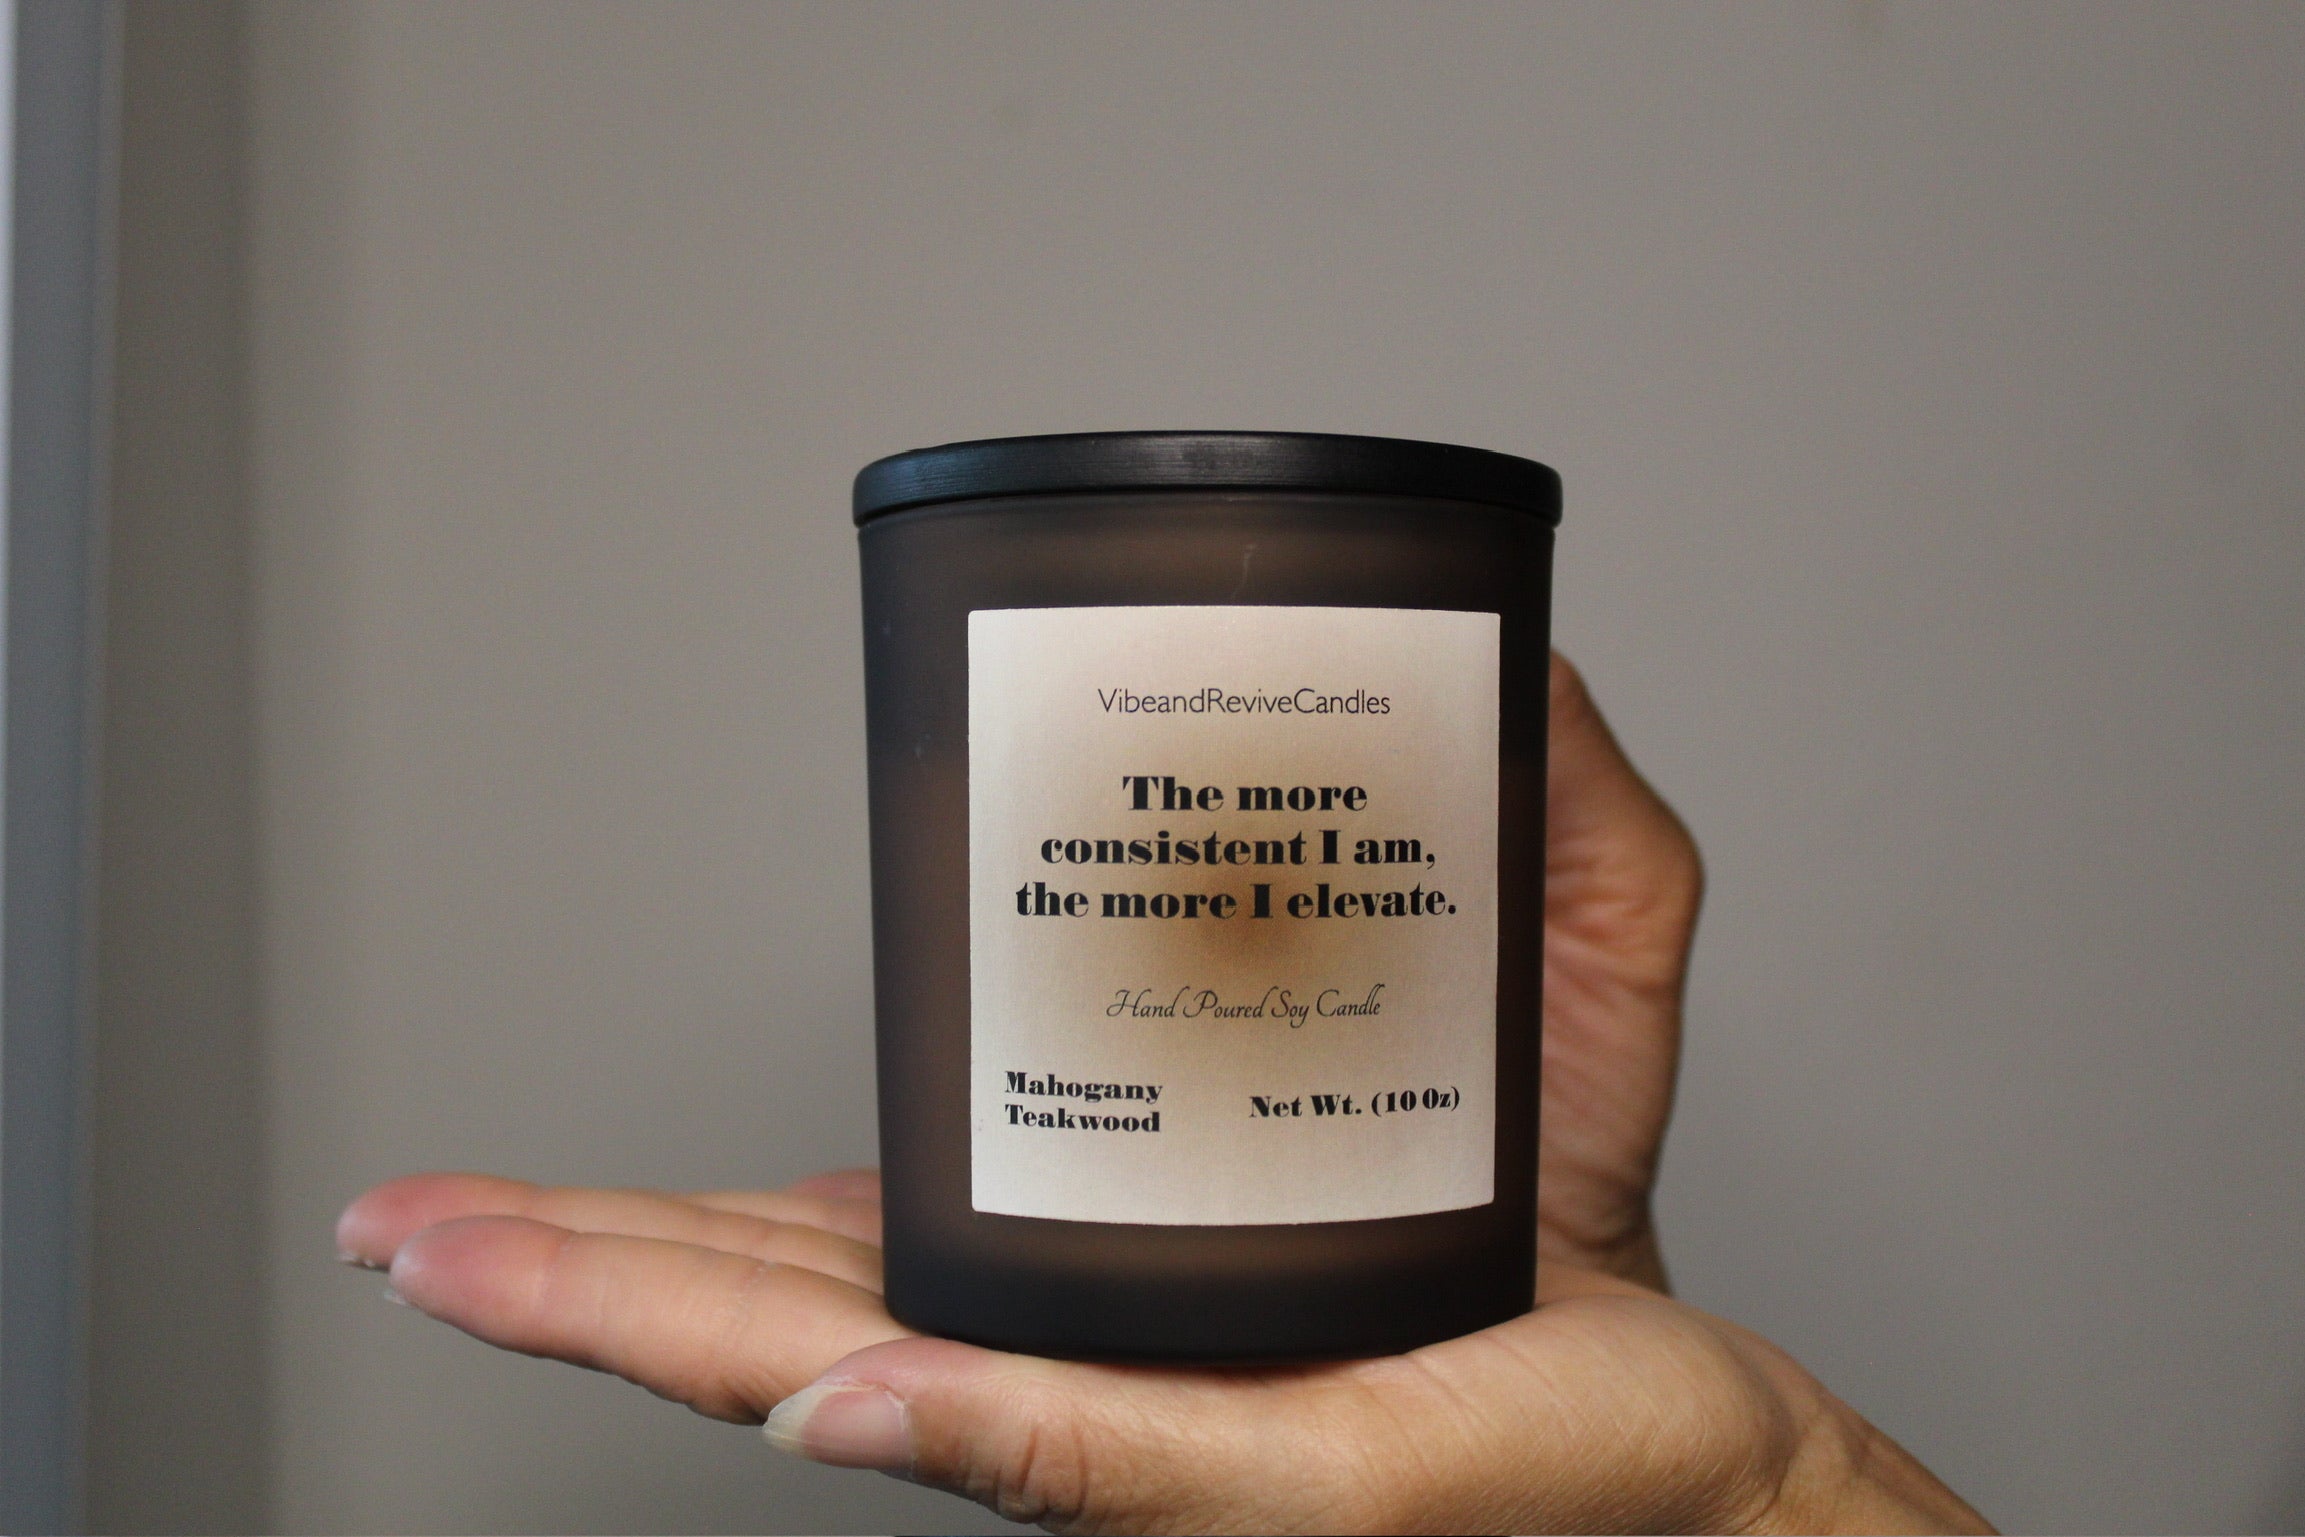 VibeandReviveCandles
The more
consistent I am,
the more I elevate.
Hand Poured Soy Candle
Mahogany
Teakwood
Net Wt. (10 Oz)